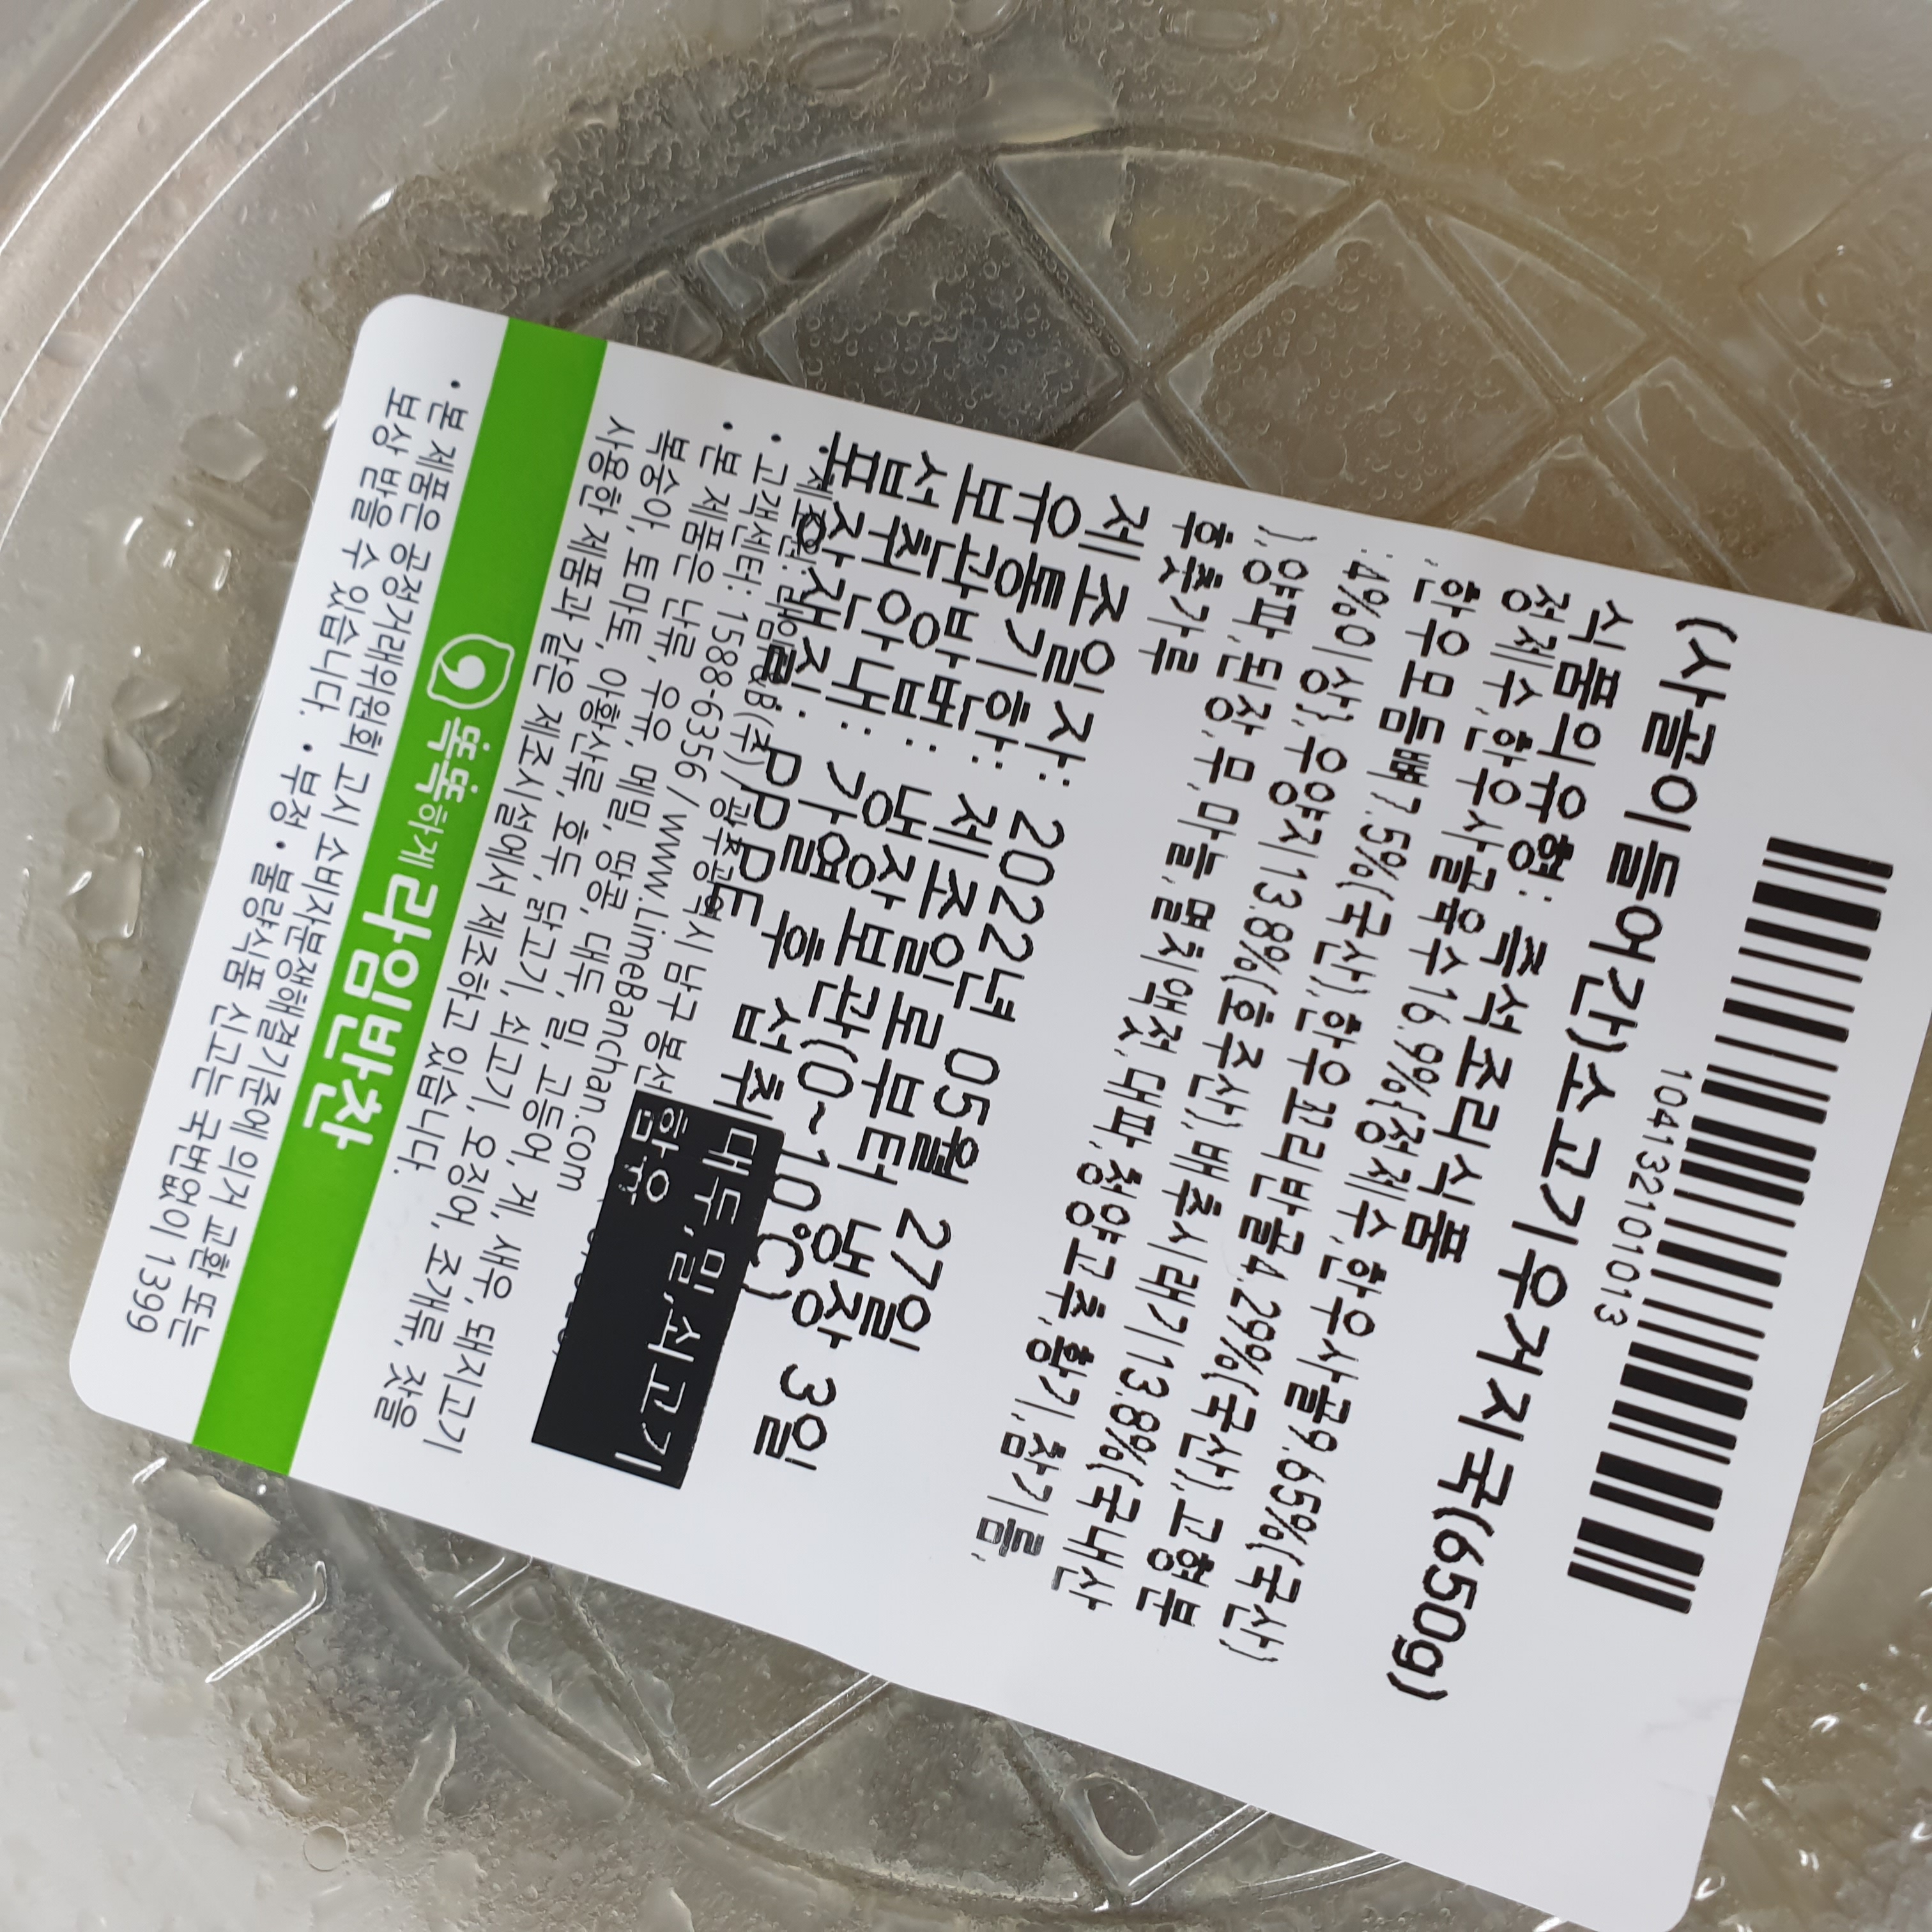 104132101013
(사골이들어간)소고기우거지국(650g)
식품의유형: 즉석조리식품
정제수,한우사골육수16.9%{정제수,한우사골9.65%(국산)
,한우모듬뼈7.5%(국산),한우꼬리반골4.29%(국산),고형분
:4%이상},우양지13.8%(호주산),배추시래기13.8%(국내산
),양파,된장,무,마늘,멸치액젓,대파,청양고추,황기,참기름,
후춧가루
제조일자: 2022년 05월 27일
유통기한: 제조일로부터 냉장 3일
보관방법: 냉장보관(0~10℃)
섭취안내: 가열 후 섭취
포장재질: PP,PE
대두,밀,쇠고기
함유
• 고객센터: 1588-6356 / www.LimeBanchan.com
• 본 제품은 난류, 우유, 메밀, 땅콩, 대두, 밀, 고등어, 게, 새우, 돼지고기
복숭아, 토마토, 아황산류, 호두, 닭고기, 쇠고기, 오징어, 조개류, 잣을
사용한 제품과 같은 제조시설에서 제조하고 있습니다.
똑똑하게 라임반찬
• 본 제품은 공정거래위원회 고시 소비자분쟁해결기준에 의거 교환 또는
보상 받을 수 있습니다. • 부정 • 불량식품 신고는 국번없이 1399